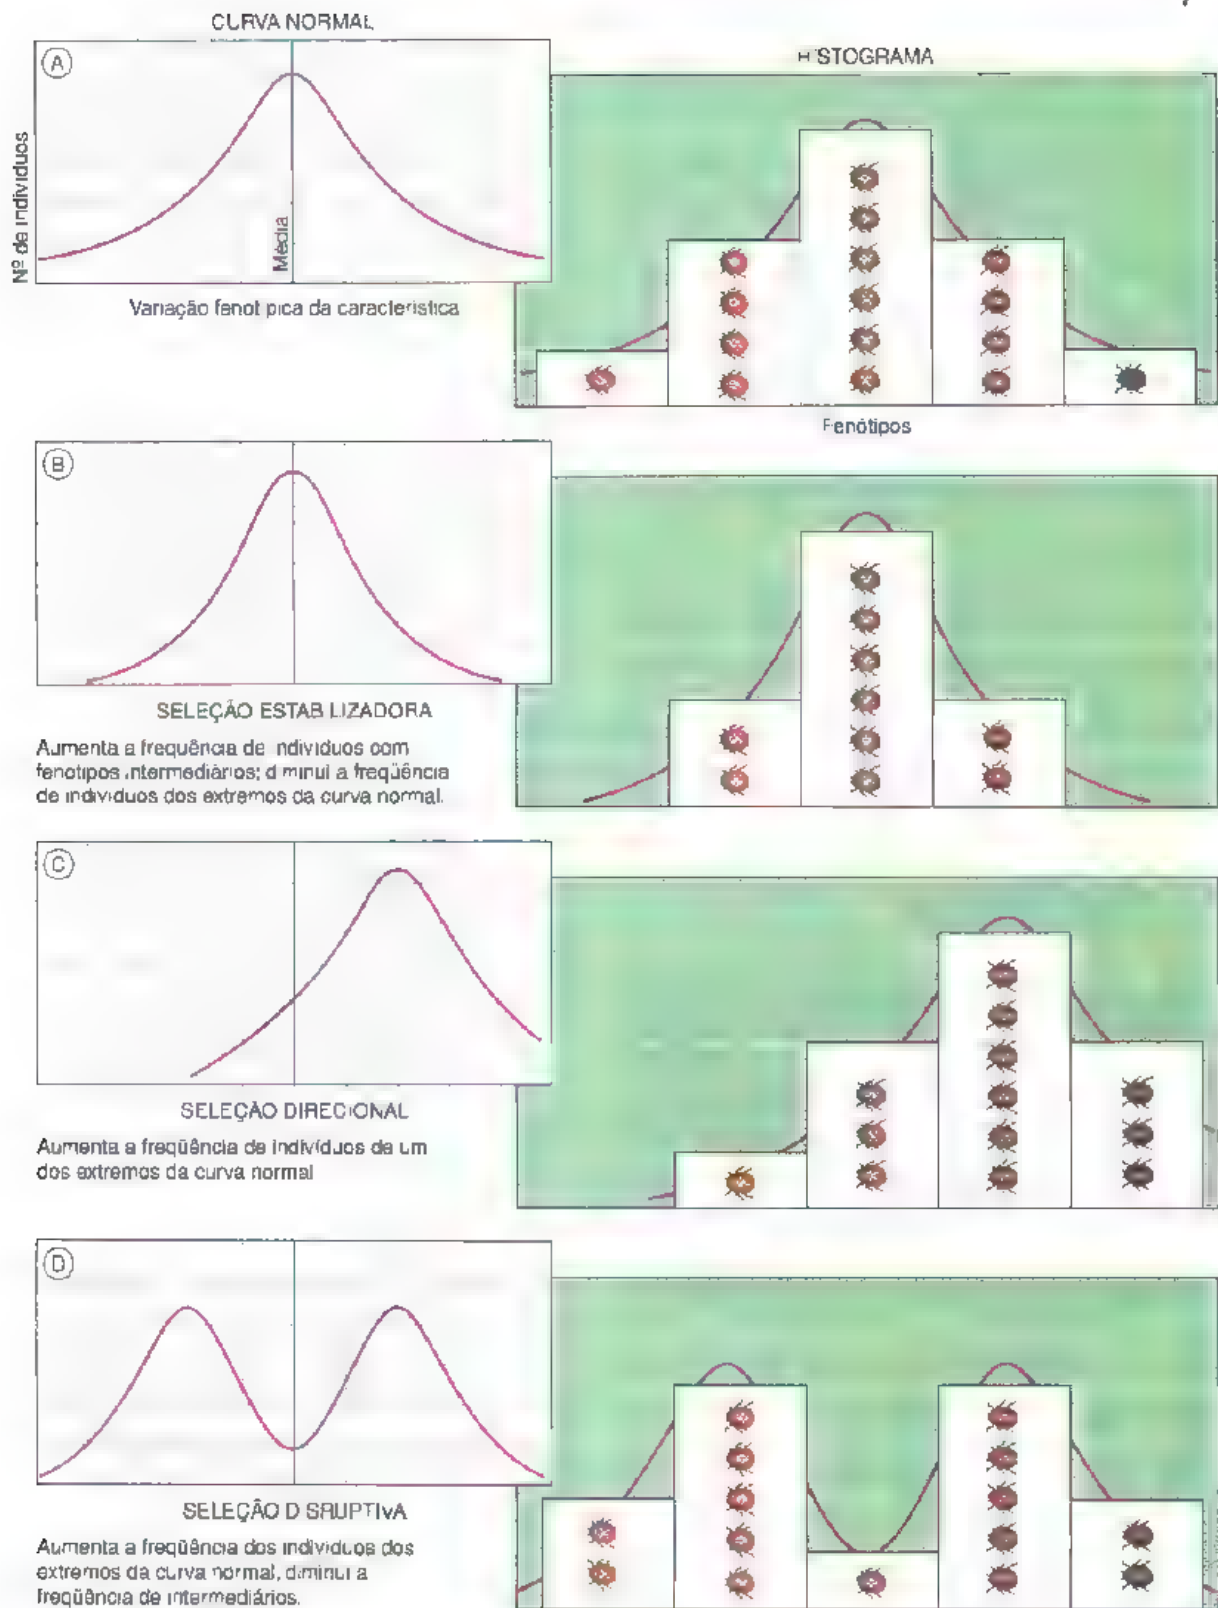 CURVA NORMAL
HISTOGRAMA
A
Nº de indivíduos
Média
Variação fenotípica da característica
Fenótipos
B
SELEÇÃO ESTABILIZADORA
Aumenta a freqüência de indivíduos com
fenótipos intermediários; diminui a freqüência
de indivíduos dos extremos da curva normal.
C
SELEÇÃO DIRECIONAL
Aumenta a freqüência de indivíduos de um
dos extremos da curva normal
D
SELEÇÃO DISRUPTIVA
Aumenta a freqüência dos indivíduos dos
extremos da curva normal, diminui a
freqüência de intermediários.